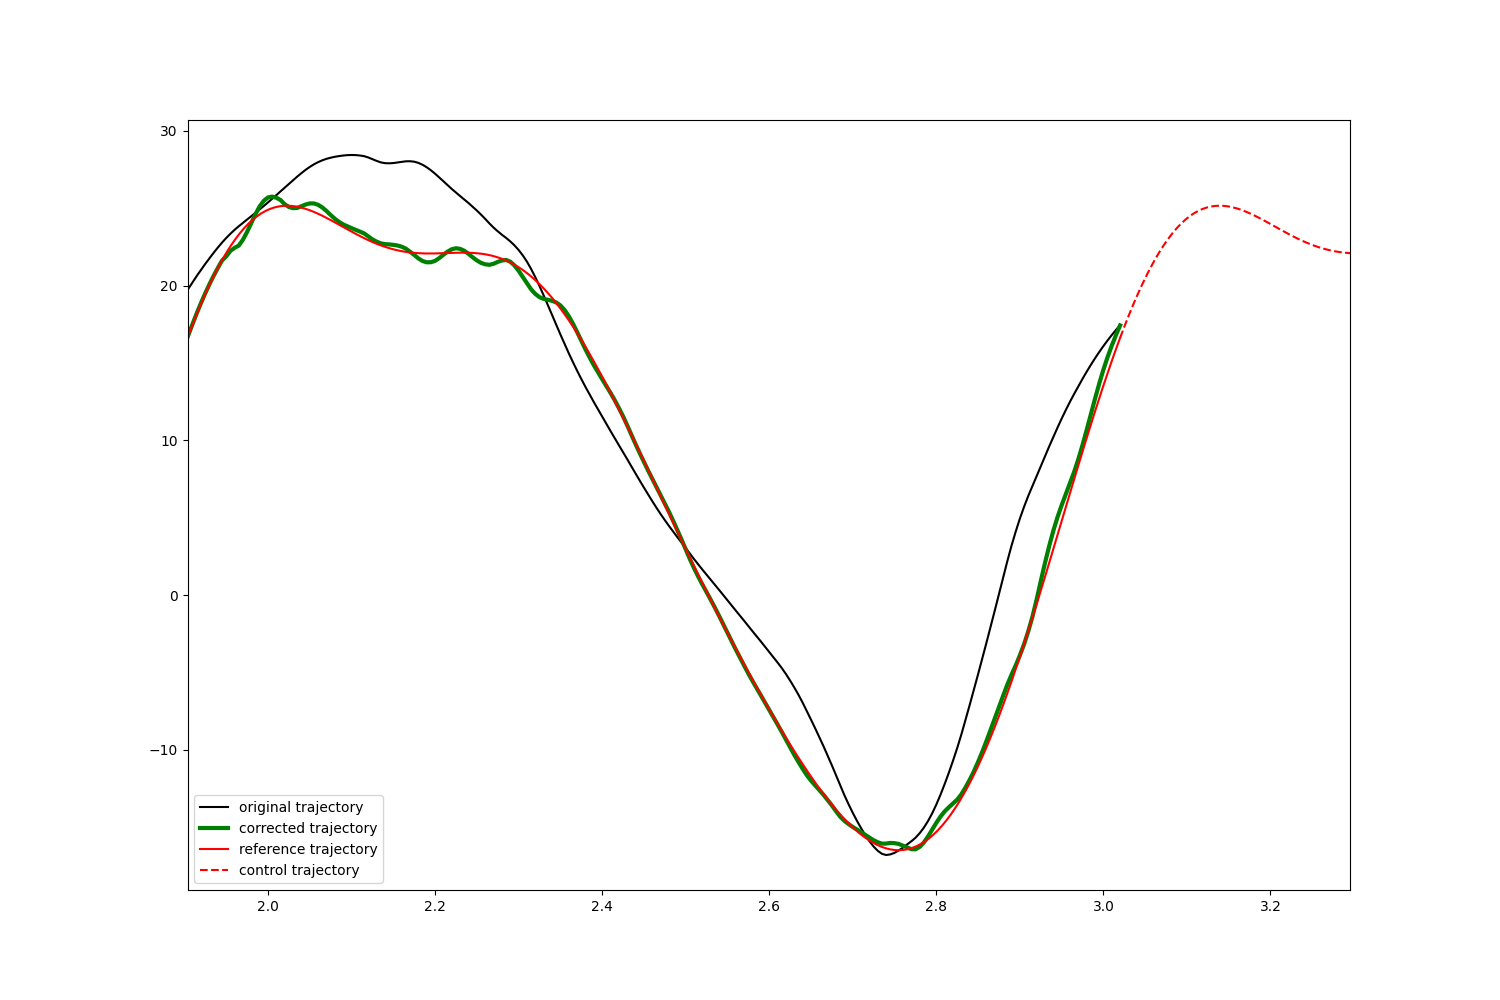 30
20
10
0
−10
original trajectory
corrected trajectory
reference trajectory
control trajectory
2.0 2.2 2.4 2.6 2.8 3.0 3.2